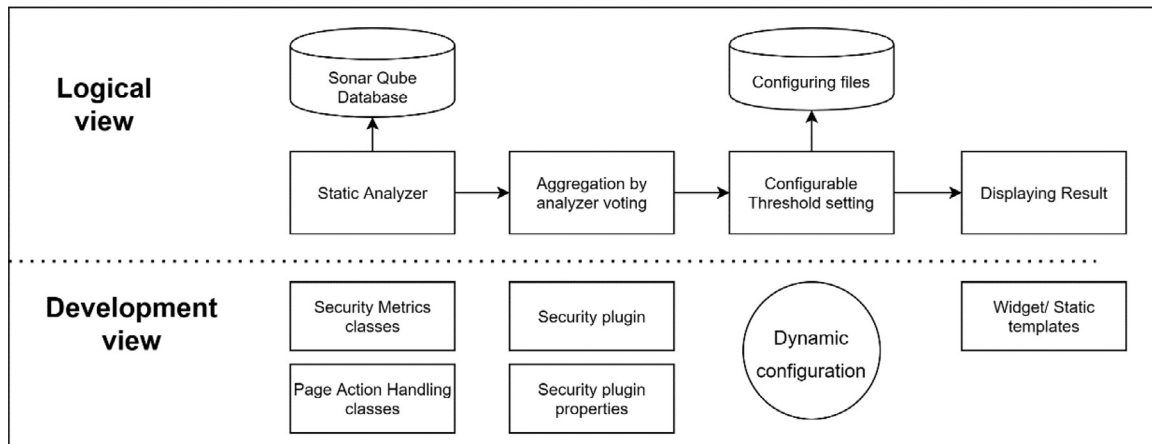 Logical
view
Sonar Qube
Database
Configuring files
Static Analyzer
Aggregation by
analyzer voting
Configurable
Threshold setting
Displaying Result
Development
view
Security Metrics
classes
Security plugin
Dynamic
configuration
Widget/ Static
templates
Page Action Handling
classes
Security plugin
properties